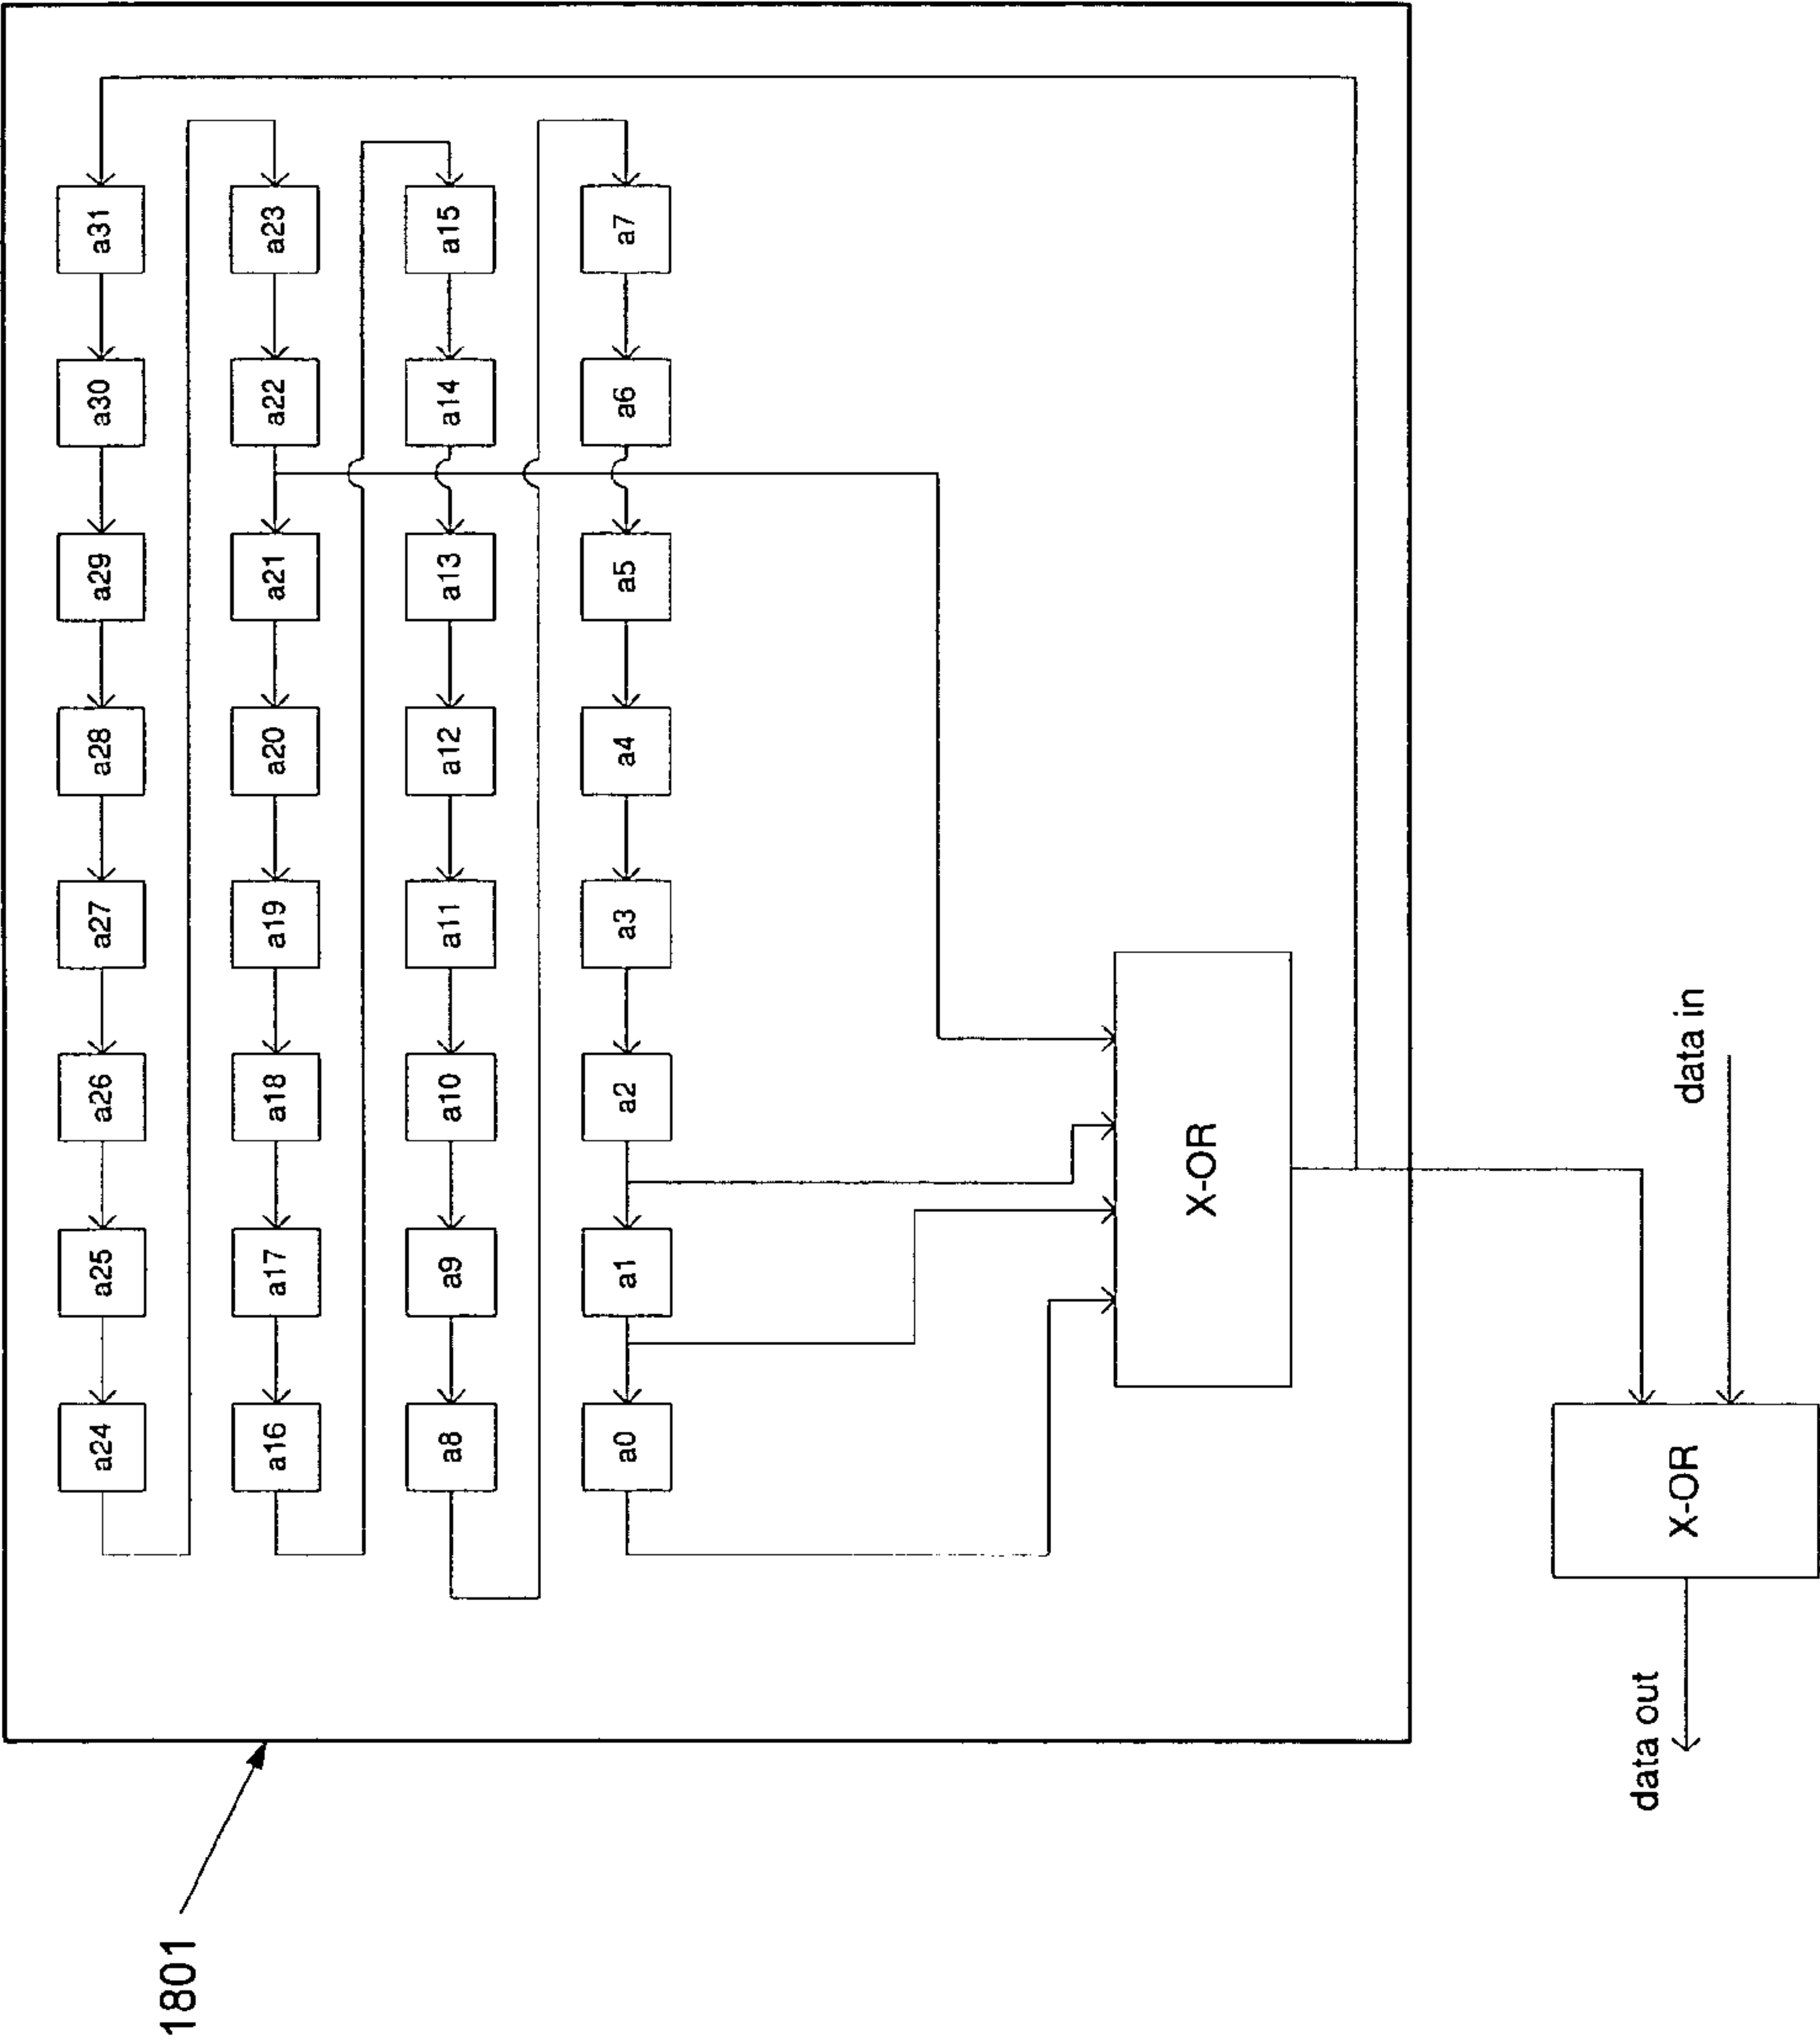 a24 a25 a26 a27 a28 a29 a30 a31
1801
a16 a17 a18 a19 a20 a21 a22 a23
a8 a9 a10 a11 a12 a13 a14 a15
a0 a1 a2 a3 a4 a5 a6 a7
X-OR
data out
X-OR
data in